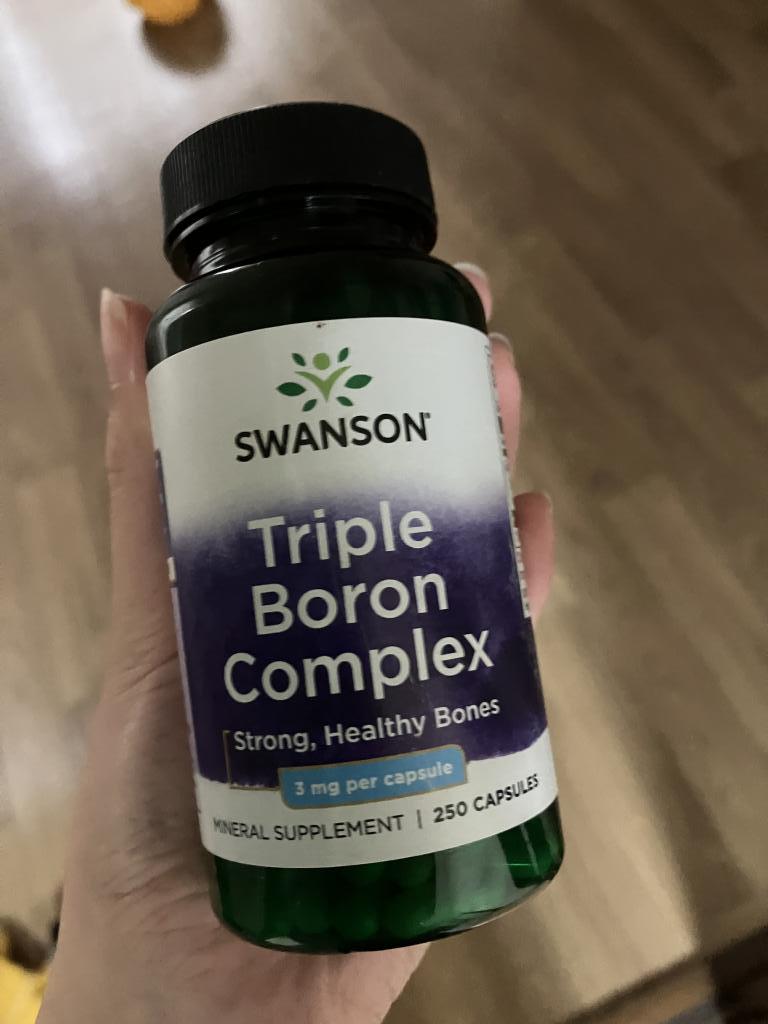 SWANSON®
Triple
Boron
Complex
Strong, Healthy Bones
3 mg per capsule
MINERAL SUPPLEMENT | 250 CAPSULES